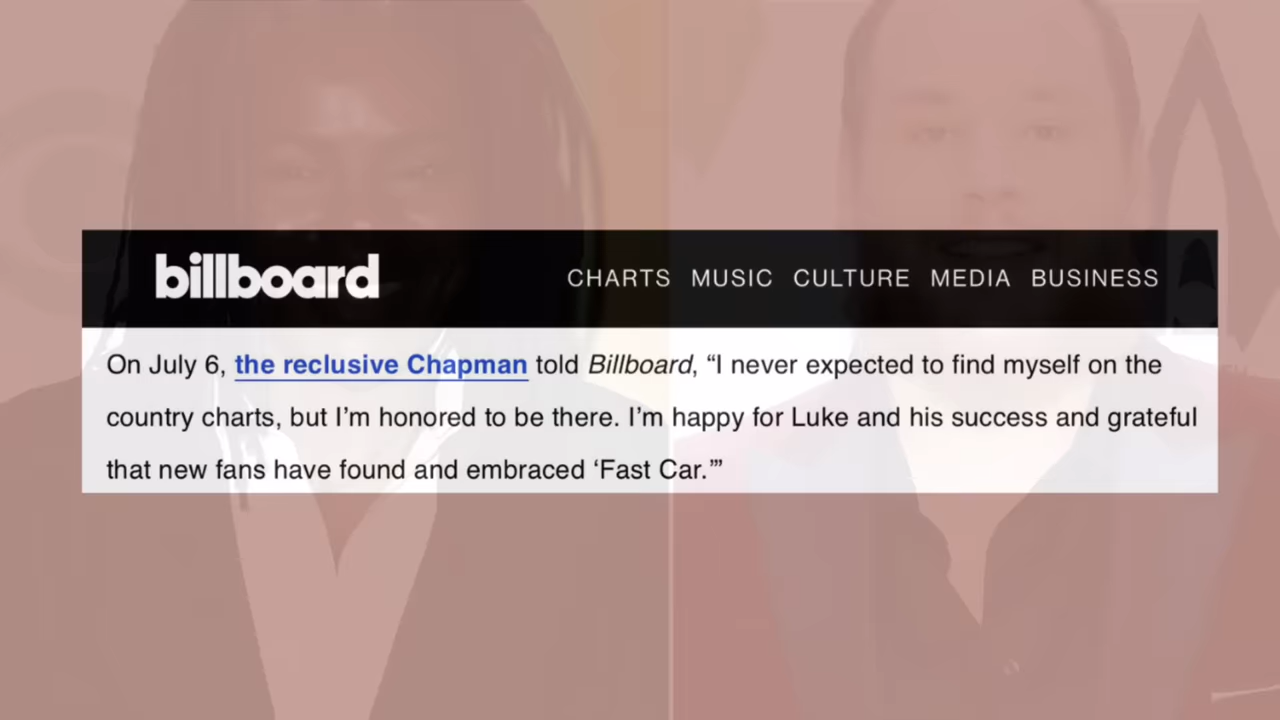 billboard
CHARTS MUSIC CULTURE MEDIA BUSINESS
On July 6, the reclusive Chapman told Billboard, “I never expected to find myself on the
country charts, but I’m honored to be there. I’m happy for Luke and his success and grateful
that new fans have found and embraced ‘Fast Car.’”